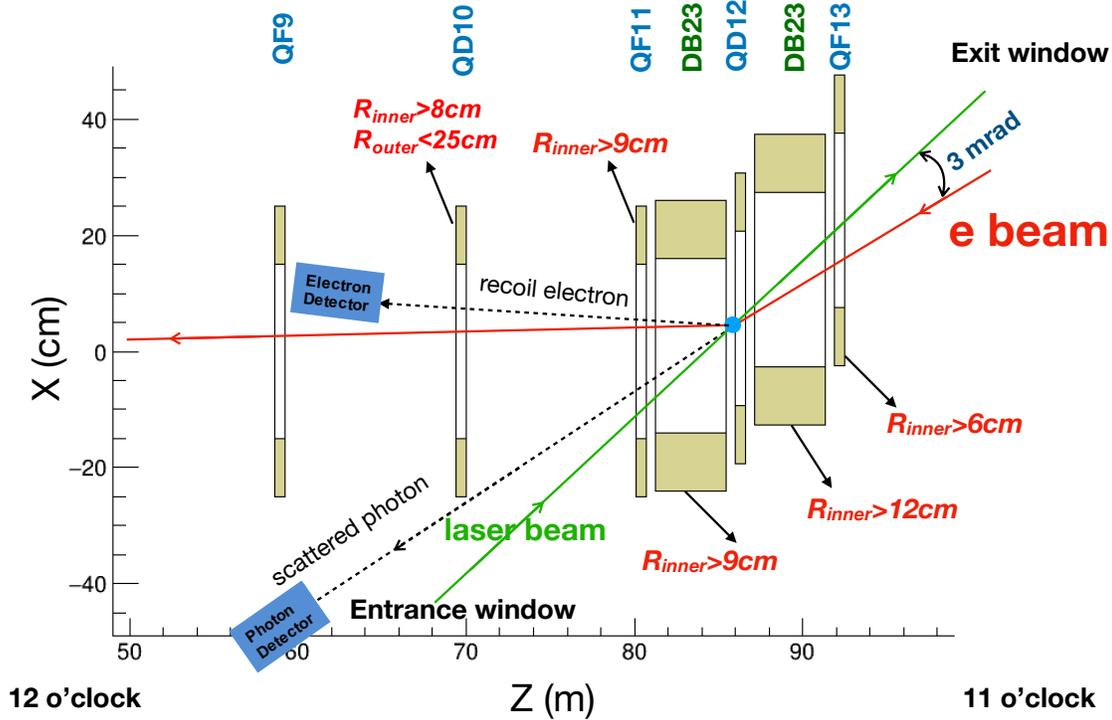 QF9
QD10
QF11
DB23
QD12
DB23
QF13
Exit window
R_inner>8cm
R_outer<25cm
R_inner>9cm
3 mrad
e beam
40
20
0
−20
−40
X (cm)
Electron
Detector
recoil electron
R_inner>6cm
R_inner>12cm
R_inner>9cm
scattered photon
laser beam
Entrance window
Photon
Detector
50
60
70
80
90
12 o'clock
Z (m)
11 o'clock